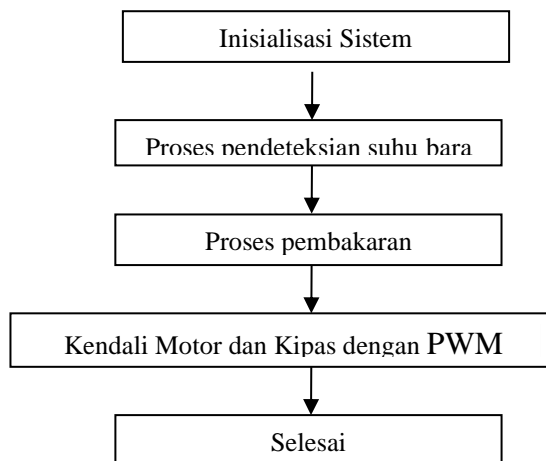 Inisialisasi Sistem
Proses pendeteksian suhu bara
Proses pembakaran
Kendali Motor dan Kipas dengan PWM
Selesai